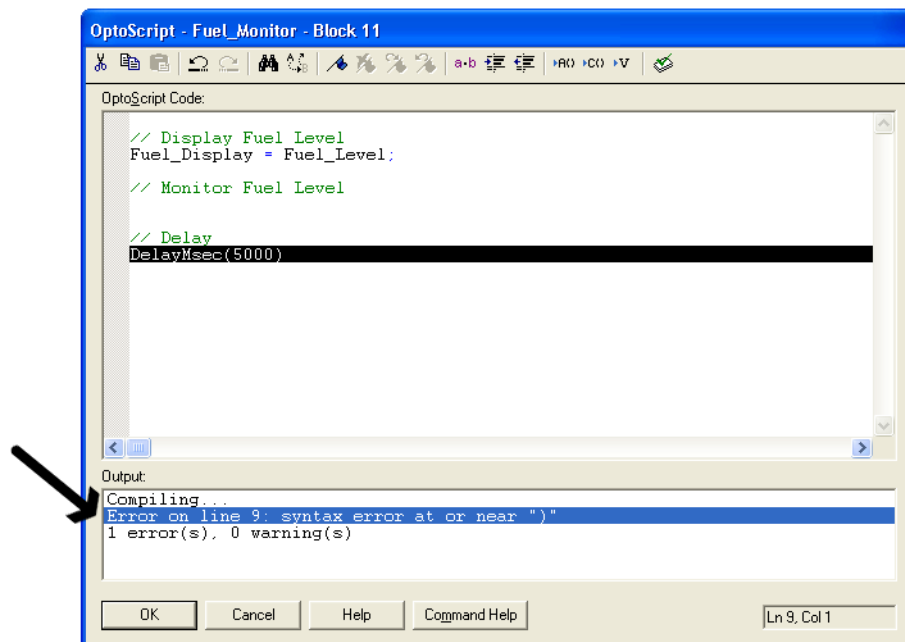 OptoScript - Fuel_Monitor - Block 11
a•b
A()
C()
V
OptoScript Code:
// Display Fuel Level
Fuel_Display = Fuel_Level;
// Monitor Fuel Level
// Delay
DelayMsec(5000)
Output:
Compiling...
Error on line 9: syntax error at or near ")"
1 error(s), 0 warning(s)
OK Cancel Help Command Help Ln 9, Col 1